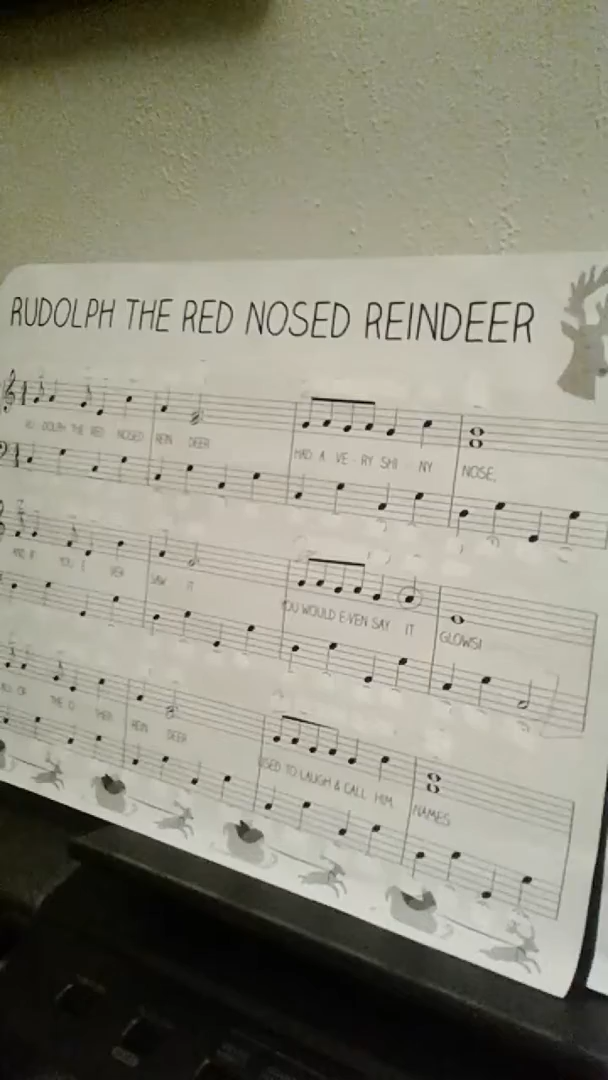 RUDOLPH THE RED NOSED REINDEER
RU DOLPH THE RED NOSED REIN DEER HAD A VE - RY SHI - NY NOSE,
AND IF YOU E VER SAW IT YOU WOULD E-VEN SAY IT GLOWS!
ALL OF THE O THER REIN DEER USED TO LAUGH & CALL HIM NAMES